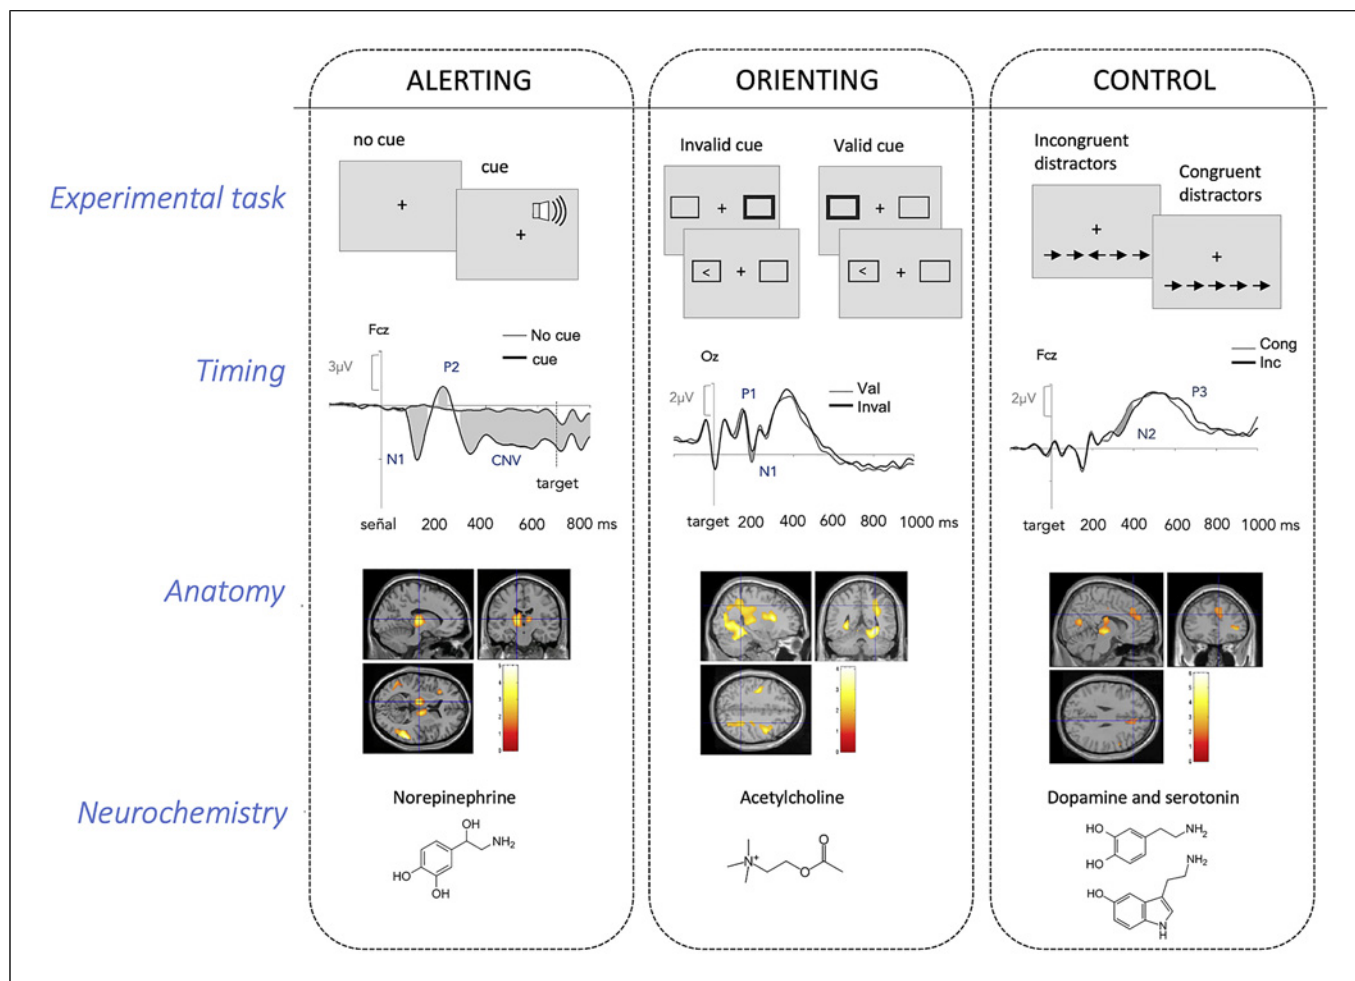 ALERTING
ORIENTING
CONTROL
Experimental task
no cue
cue
+
+
Invalid cue
Valid cue
+
+
< +
< +
Incongruent
distractors
Congruent
distractors
+
+
Timing
Fcz
No cue
cue
3µV
P2
N1
CNV
target
señal 200 400 600 800 ms
Oz
Val
Inval
2µV
P1
N1
target 200 400 600 800 1000 ms
Fcz
Cong
Inc
2µV
P3
N2
target 200 400 600 800 1000 ms
Anatomy
Neurochemistry
Norepinephrine
OH
NH₂
HO
OH
Acetylcholine
O
N⁺
O
Dopamine and serotonin
HO
NH₂
HO
NH₂
HO
N
H